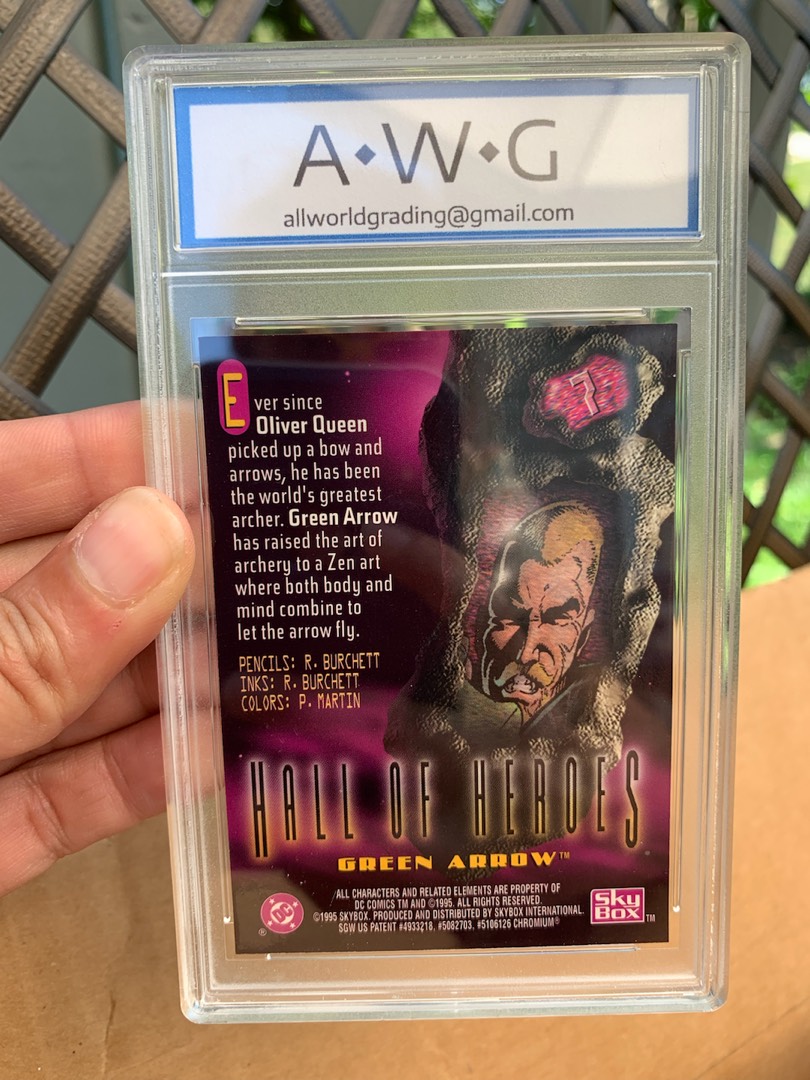 A◆W◆G
allworldgrading@gmail.com
7
Ever since
Oliver Queen
picked up a bow and
arrows, he has been
the world's greatest
archer. Green Arrow
has raised the art of
archery to a Zen art
where both body and
mind combine to
let the arrow fly.
PENCILS: R. BURCHETT
INKS: R. BURCHETT
COLORS: P. MARTIN
HALL OF HEROES
GREEN ARROW™
ALL CHARACTERS AND RELATED ELEMENTS ARE PROPERTY OF
DC COMICS TM AND ©1995. ALL RIGHTS RESERVED.
©1995 SKYBOX. PRODUCED AND DISTRIBUTED BY SKYBOX INTERNATIONAL.
SGW US PATENT #4933218, #5082703, #5106126 CHROMIUM®
DC
®
Sky
Box
TM